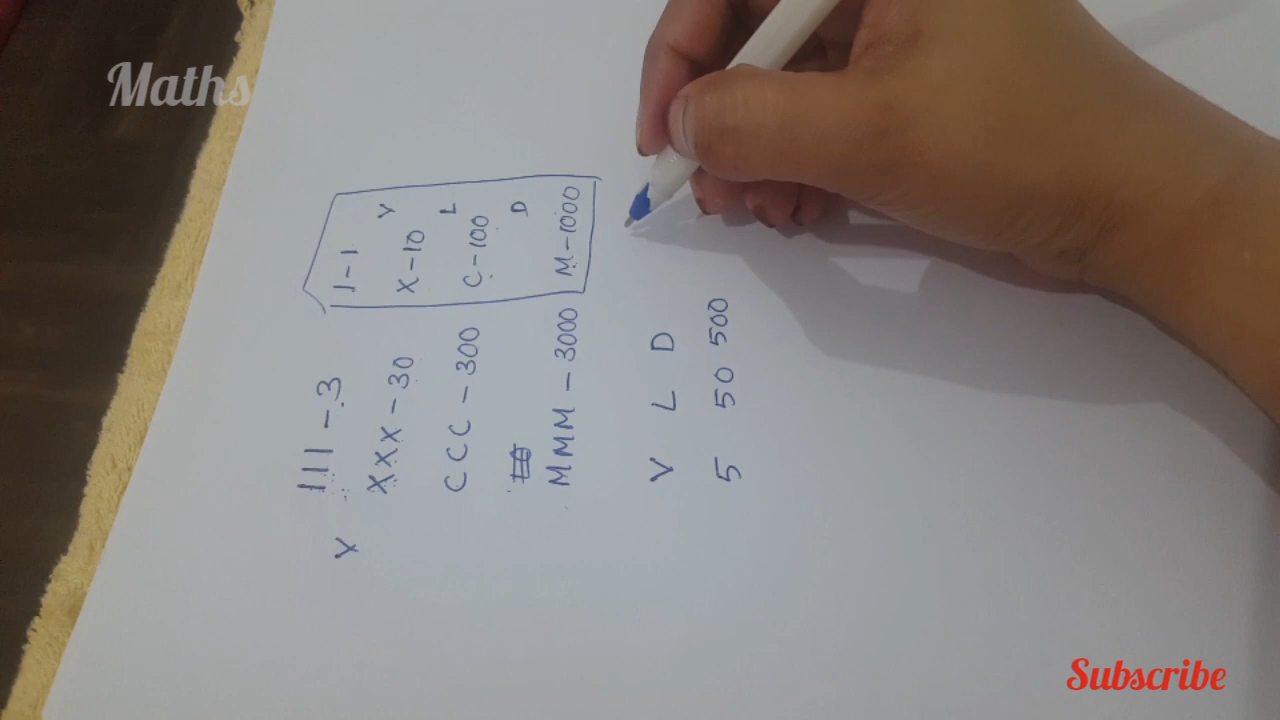 Maths
III - 3
I - 1
V
XXX - 30
X - 10
V
CCC - 300
C - 100
L
D
MMM - 3000
M - 1000
V L D
5 50 500
Subscribe